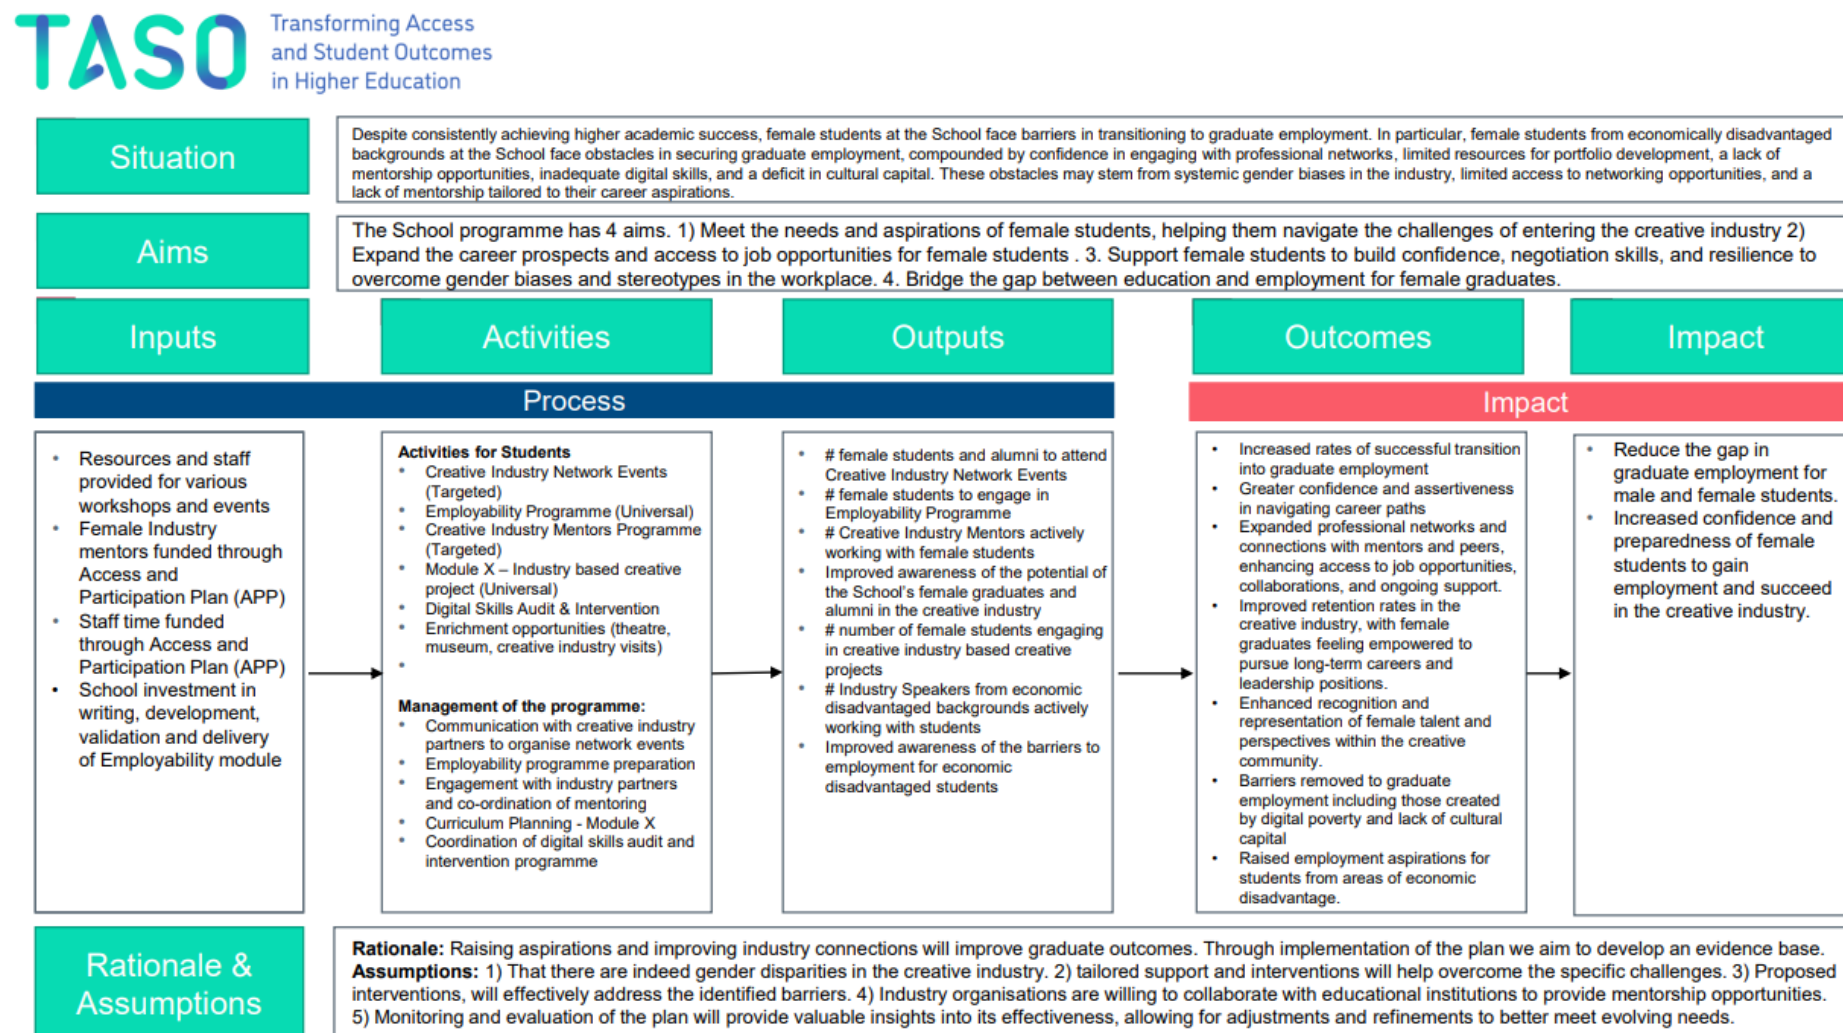 TASO
Transforming Access
and Student Outcomes
in Higher Education
Situation
Despite consistently achieving higher academic success, female students at the School face barriers in transitioning to graduate employment. In particular, female students from economically disadvantaged
backgrounds at the School face obstacles in securing graduate employment, compounded by confidence in engaging with professional networks, limited resources for portfolio development, a lack of
mentorship opportunities, inadequate digital skills, and a deficit in cultural capital. These obstacles may stem from systemic gender biases in the industry, limited access to networking opportunities, and a
lack of mentorship tailored to their career aspirations.
Aims
The School programme has 4 aims. 1) Meet the needs and aspirations of female students, helping them navigate the challenges of entering the creative industry 2)
Expand the career prospects and access to job opportunities for female students . 3. Support female students to build confidence, negotiation skills, and resilience to
overcome gender biases and stereotypes in the workplace. 4. Bridge the gap between education and employment for female graduates.
Inputs
Activities
Outputs
Outcomes
Impact
Process
Impact
• Resources and staff
provided for various
workshops and events
• Female Industry
mentors funded through
Access and
Participation Plan (APP)
• Staff time funded
through Access and
Participation Plan (APP)
• School investment in
writing, development,
validation and delivery
of Employability module
Activities for Students
• Creative Industry Network Events
(Targeted)
• Employability Programme (Universal)
• Creative Industry Mentors Programme
(Targeted)
• Module X – Industry based creative
project (Universal)
• Digital Skills Audit & Intervention
• Enrichment opportunities (theatre,
museum, creative industry visits)
•
Management of the programme:
• Communication with creative industry
partners to organise network events
• Employability programme preparation
• Engagement with industry partners
and co-ordination of mentoring
• Curriculum Planning - Module X
• Coordination of digital skills audit and
intervention programme
• # female students and alumni to attend
Creative Industry Network Events
• # female students to engage in
Employability Programme
• # Creative Industry Mentors actively
working with female students
• Improved awareness of the potential of
the School's female graduates and
alumni in the creative industry
• # number of female students engaging
in creative industry based creative
projects
• # Industry Speakers from economic
disadvantaged backgrounds actively
working with students
• Improved awareness of the barriers to
employment for economic
disadvantaged students
• Increased rates of successful transition
into graduate employment
• Greater confidence and assertiveness
in navigating career paths
• Expanded professional networks and
connections with mentors and peers,
enhancing access to job opportunities,
collaborations, and ongoing support.
• Improved retention rates in the
creative industry, with female
graduates feeling empowered to
pursue long-term careers and
leadership positions.
• Enhanced recognition and
representation of female talent and
perspectives within the creative
community.
• Barriers removed to graduate
employment including those created
by digital poverty and lack of cultural
capital
• Raised employment aspirations for
students from areas of economic
disadvantage.
• Reduce the gap in
graduate employment for
male and female students.
• Increased confidence and
preparedness of female
students to gain
employment and succeed
in the creative industry.
Rationale &
Assumptions
Rationale: Raising aspirations and improving industry connections will improve graduate outcomes. Through implementation of the plan we aim to develop an evidence base.
Assumptions: 1) That there are indeed gender disparities in the creative industry. 2) tailored support and interventions will help overcome the specific challenges. 3) Proposed
interventions, will effectively address the identified barriers. 4) Industry organisations are willing to collaborate with educational institutions to provide mentorship opportunities.
5) Monitoring and evaluation of the plan will provide valuable insights into its effectiveness, allowing for adjustments and refinements to better meet evolving needs.